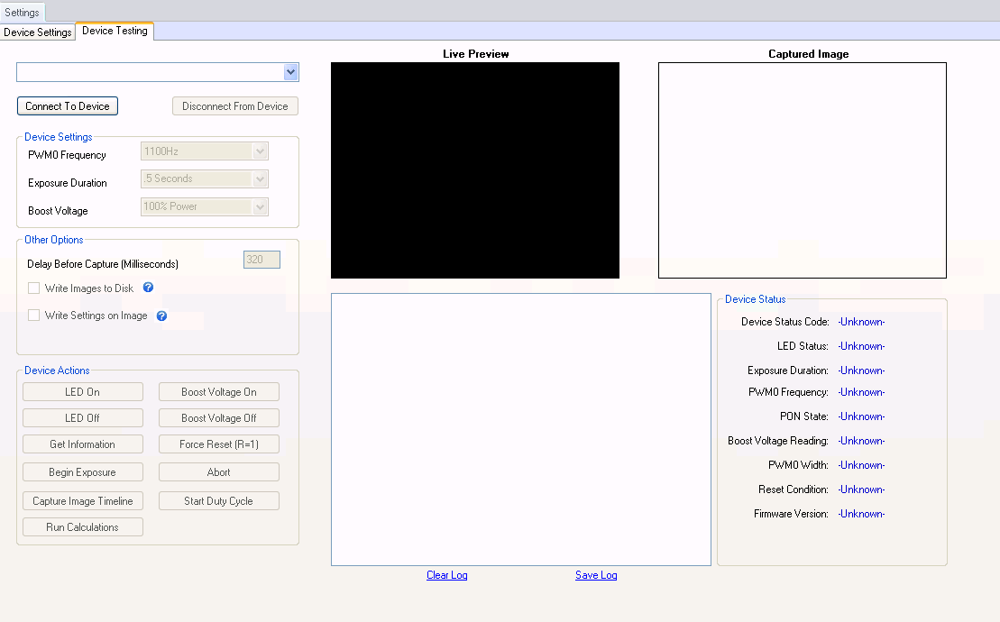 Settings
Device Settings
Device Testing
Live Preview
Captured Image
Connect To Device
Disconnect From Device
Device Settings
PWM0 Frequency
1100Hz
Exposure Duration
.5 Seconds
Boost Voltage
100% Power
Other Options
Delay Before Capture (Milliseconds)
320
Write Images to Disk
?
Write Settings on Image
?
Device Actions
LED On
Boost Voltage On
LED Off
Boost Voltage Off
Get Information
Force Reset (R=1)
Begin Exposure
Abort
Capture Image Timeline
Start Duty Cycle
Run Calculations
Clear Log
Save Log
Device Status
Device Status Code: -Unknown-
LED Status: -Unknown-
Exposure Duration: -Unknown-
PWM0 Frequency: -Unknown-
PON State: -Unknown-
Boost Voltage Reading: -Unknown-
PWM0 Width: -Unknown-
Reset Condition: -Unknown-
Firmware Version: -Unknown-